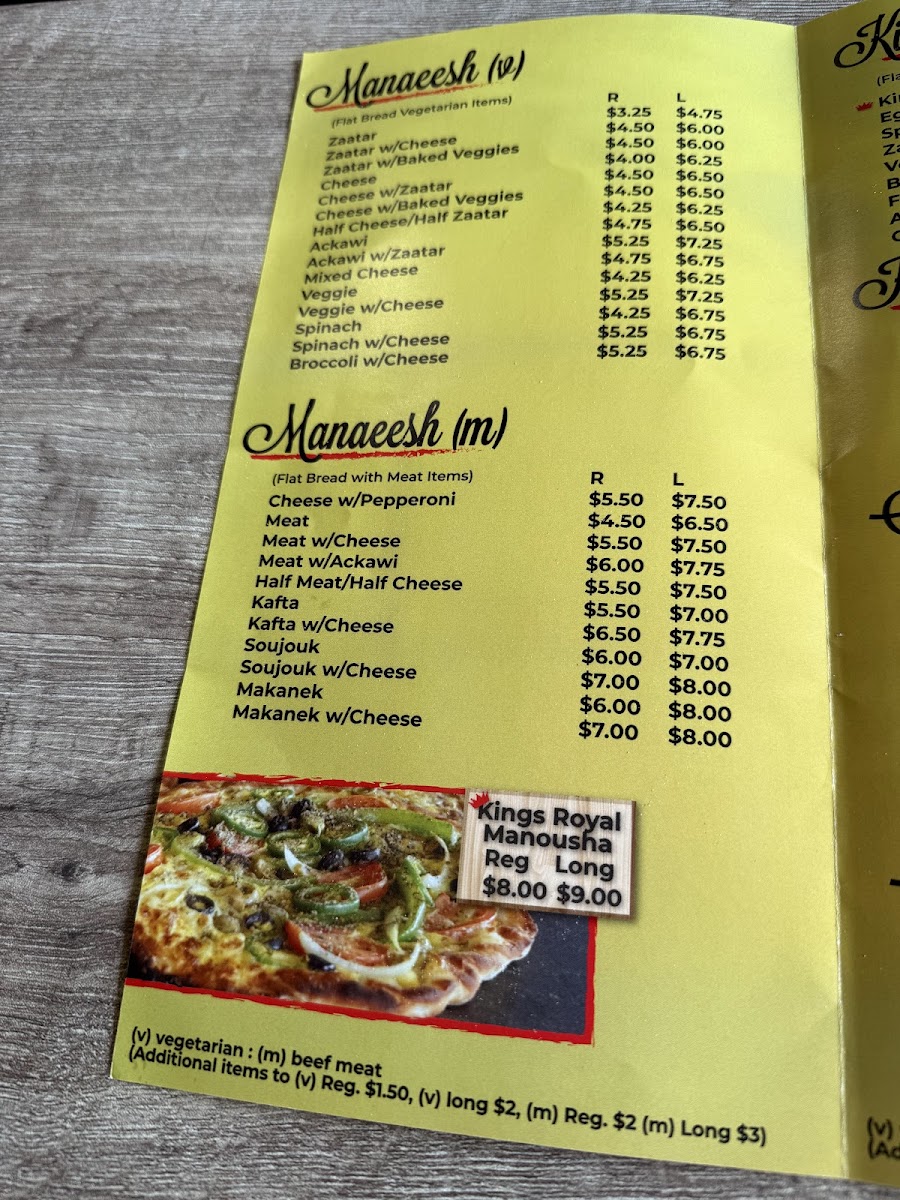 Manaeesh (v)
(Flat Bread Vegetarian Items) R L
Zaatar $3.25 $4.75
Zaatar w/Cheese $4.50 $6.00
Zaatar w/Baked Veggies $4.50 $6.00
Cheese $4.00 $6.25
Cheese w/Zaatar $4.50 $6.50
Cheese w/Baked Veggies $4.50 $6.50
Half Cheese/Half Zaatar $4.25 $6.25
Ackawi $4.75 $6.50
Ackawi w/Zaatar $5.25 $7.25
Mixed Cheese $4.75 $6.75
Veggie $4.25 $6.25
Veggie w/Cheese $5.25 $7.25
Spinach $4.25 $6.75
Spinach w/Cheese $5.25 $6.75
Broccoli w/Cheese $5.25 $6.75
Manaeesh (m)
(Flat Bread with Meat Items) R L
Cheese w/Pepperoni $5.50 $7.50
Meat $4.50 $6.50
Meat w/Cheese $5.50 $7.50
Meat w/Ackawi $6.00 $7.75
Half Meat/Half Cheese $5.50 $7.50
Kafta $5.50 $7.00
Kafta w/Cheese $6.50 $7.75
Soujouk $6.00 $7.00
Soujouk w/Cheese $7.00 $8.00
Makanek $6.00 $8.00
Makanek w/Cheese $7.00 $8.00
Kings Royal
Manousha
Reg Long
$8.00 $9.00
(v) vegetarian : (m) beef meat
(Additional items to (v) Reg. $1.50, (v) long $2, (m) Reg. $2 (m) Long $3)